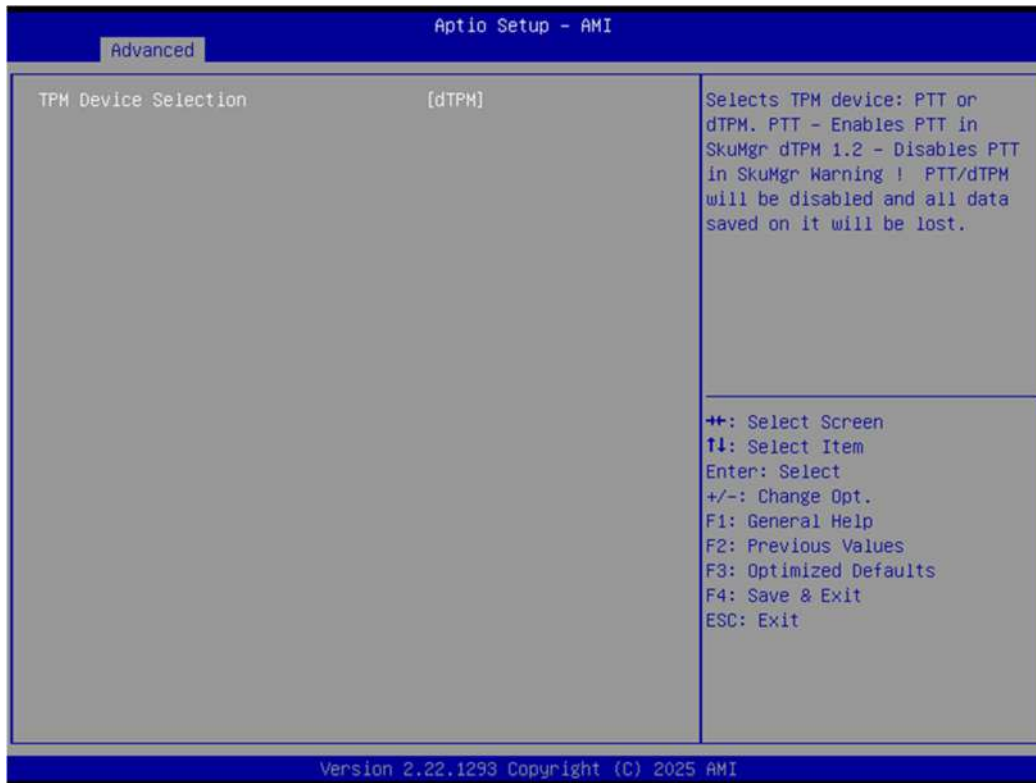 Aptio Setup – AMI
Advanced
TPM Device Selection [dTPM]
Selects TPM device: PTT or
dTPM. PTT – Enables PTT in
SkuMgr dTPM 1.2 – Disables PTT
in SkuMgr Warning ! PTT/dTPM
will be disabled and all data
saved on it will be lost.
→←: Select Screen
↑↓: Select Item
Enter: Select
+/-: Change Opt.
F1: General Help
F2: Previous Values
F3: Optimized Defaults
F4: Save & Exit
ESC: Exit
Version 2.22.1293 Copyright (C) 2025 AMI